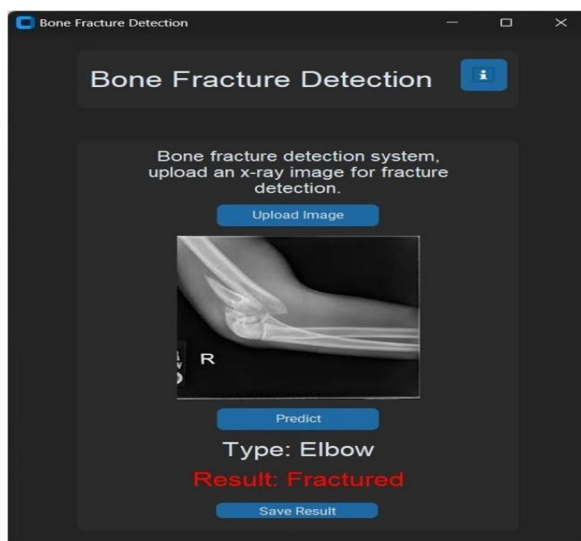 Bone Fracture Detection
Bone Fracture Detection
i
Bone fracture detection system,
upload an x-ray image for fracture
detection.
Upload Image
R
Predict
Type: Elbow
Result: Fractured
Save Result